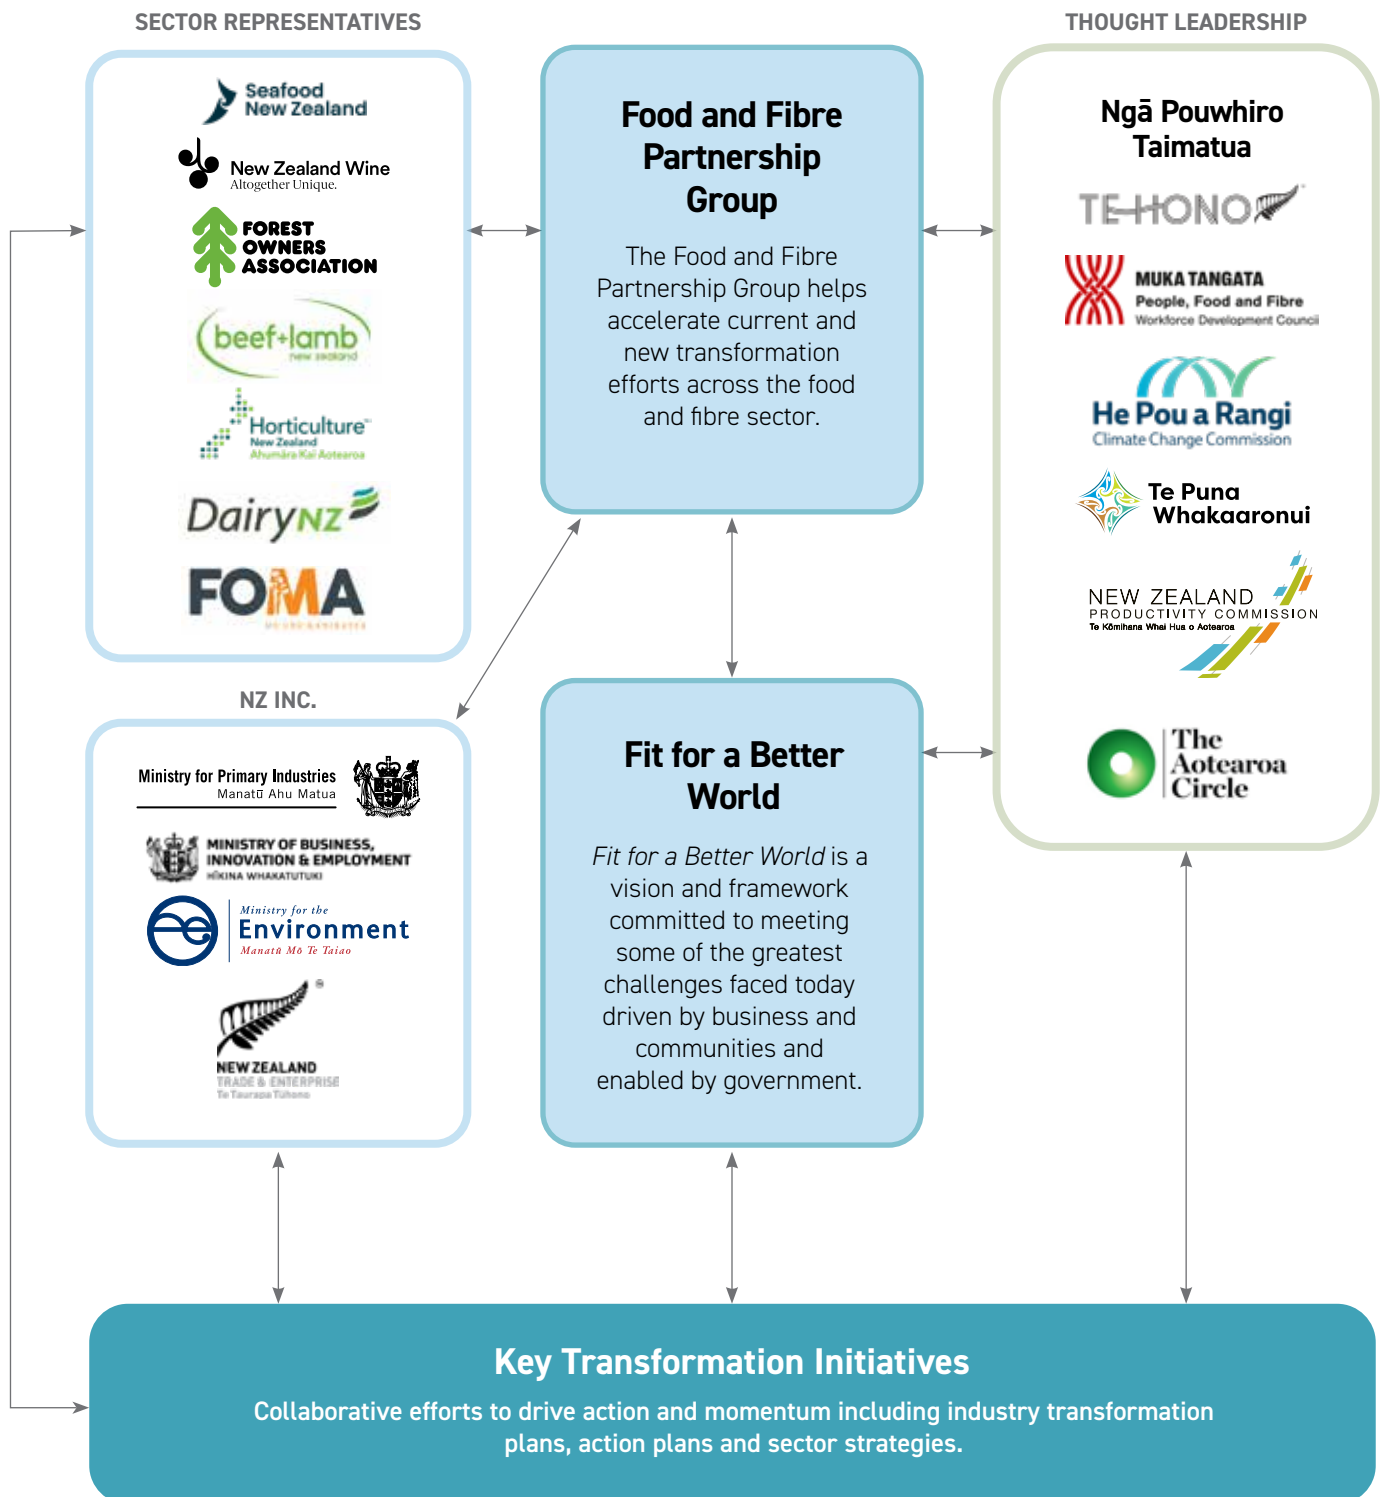 SECTOR REPRESENTATIVES
Seafood
New Zealand
New Zealand Wine
Altogether Unique.
FOREST
OWNERS
ASSOCIATION
beef+lamb
new zealand
Horticulture
New Zealand
Ahumāra Kai Aotearoa
DairyNZ
FOMA
NZ INC.
Ministry for Primary Industries
Manatū Ahu Matua
MINISTRY OF BUSINESS,
INNOVATION & EMPLOYMENT
HĪKINA WHAKATUTUKI
Ministry for the
Environment
Manatū Mō Te Taiao
NEW ZEALAND
TRADE & ENTERPRISE
Te Taurapa Tūhono
Food and Fibre
Partnership
Group
The Food and Fibre
Partnership Group helps
accelerate current and
new transformation
efforts across the food
and fibre sector.
Fit for a Better
World
Fit for a Better World is a
vision and framework
committed to meeting
some of the greatest
challenges faced today
driven by business and
communities and
enabled by government.
THOUGHT LEADERSHIP
Ngā Pouwhiro
Taimatua
TE HONO
MUKA TANGATA
People, Food and Fibre
Workforce Development Council
He Pou a Rangi
Climate Change Commission
Te Puna
Whakaaronui
NEW ZEALAND
PRODUCTIVITY COMMISSION
Te Kōmihana Whai Hua o Aotearoa
The
Aotearoa
Circle
Key Transformation Initiatives
Collaborative efforts to drive action and momentum including industry transformation
plans, action plans and sector strategies.